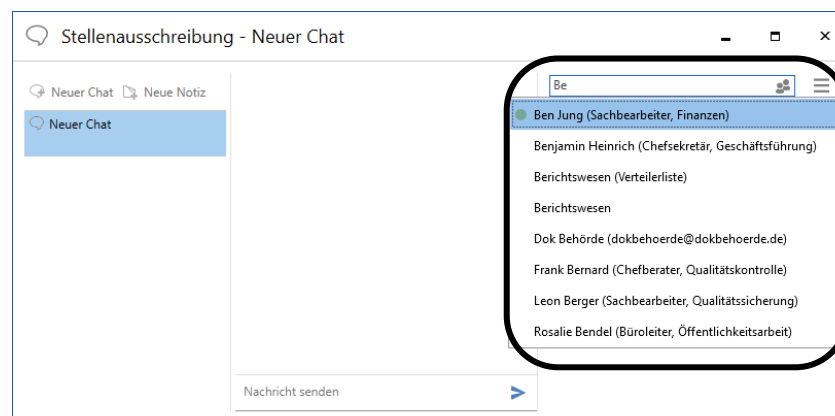 Stellenausschreibung - Neuer Chat
Neuer Chat Neue Notiz
Neuer Chat
Be
Ben Jung (Sachbearbeiter, Finanzen)
Benjamin Heinrich (Chefsekretär, Geschäftsführung)
Berichtswesen (Verteilerliste)
Berichtswesen
Dok Behörde (dokbehoerde@dokbehoerde.de)
Frank Bernard (Chefberater, Qualitätskontrolle)
Leon Berger (Sachbearbeiter, Qualitätssicherung)
Rosalie Bendel (Büroleiter, Öffentlichkeitsarbeit)
Nachricht senden